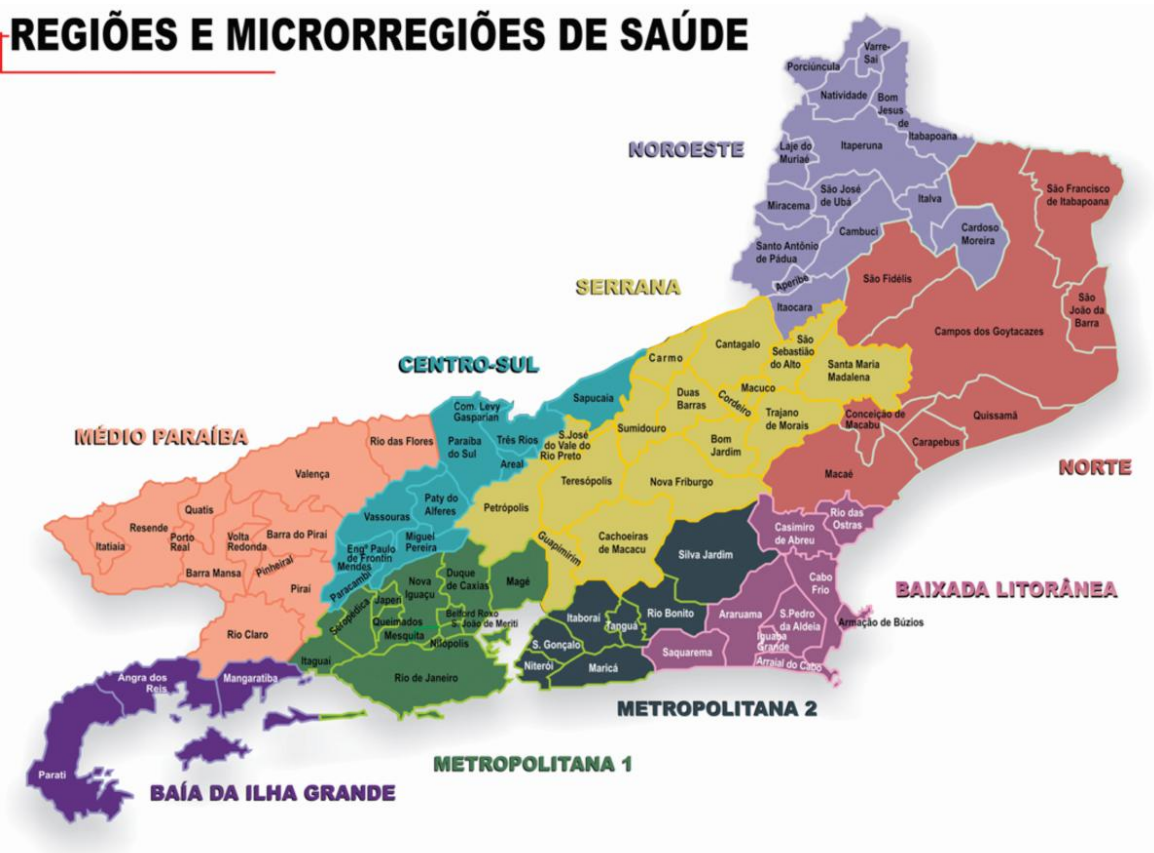 REGIÕES E MICRORREGIÕES DE SAÚDE
NOROESTE
Varre-
Sai
Porciúncula
Natividade
Bom
Jesus
de
Itabapoana
Laje do
Muriaé
Itaperuna
Miracema
São José
de Ubá
Italva
Cardoso
Moreira
Cambuci
Santo Antônio
de Pádua
Aperibé
Itaocara
NORTE
São Francisco
de Itabapoana
São Fidélis
São
João da
Barra
Campos dos Goytacazes
Conceição de
Macabu
Quissamã
Carapebus
Macaé
SERRANA
Carmo
Cantagalo
São
Sebastião
do Alto
Santa Maria
Madalena
Duas
Barras
Macuco
Cordeiro
Trajano
de Morais
Sumidouro
Bom
Jardim
S.José
do Vale do
Rio Preto
Teresópolis
Nova Friburgo
Petrópolis
Guapimirim
Cachoeiras
de Macacu
CENTRO-SUL
Sapucaia
Com. Levy
Gasparian
Paraíba
do Sul
Três Rios
Areal
Paty do
Alferes
Vassouras
Miguel
Pereira
Engº Paulo
de Frontin
Mendes
Paracambi
MÉDIO PARAÍBA
Rio das Flores
Valença
Quatis
Resende
Itatiaia
Porto
Real
Volta
Redonda
Barra do Piraí
Barra Mansa
Pinheiral
Piraí
Rio Claro
BAIXADA LITORÂNEA
Rio das
Ostras
Casimiro
de Abreu
Cabo
Frio
Araruama
S.Pedro
da Aldeia
Armação de Búzios
Iguaba
Grande
Saquarema
Arraial do Cabo
METROPOLITANA 2
Silva Jardim
Rio Bonito
Itaboraí
Tanguá
S. Gonçalo
Niterói
Maricá
METROPOLITANA 1
Magé
Duque
de Caxias
Nova
Iguaçu
Japeri
Seropédica
Queimados
Belford Roxo
S. João de Meriti
Mesquita
Nilópolis
Itaguaí
Rio de Janeiro
BAÍA DA ILHA GRANDE
Angra dos
Reis
Mangaratiba
Parati